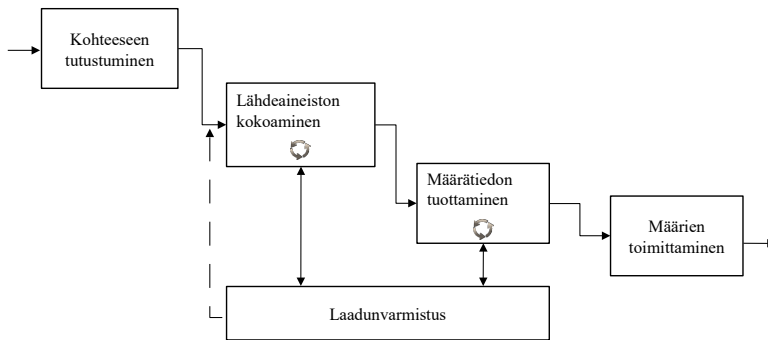 Kohteeseen
tutustuminen
Lähdeaineiston
kokoaminen
Määrätiedon
tuottaminen
Määrien
toimittaminen
Laadunvarmistus